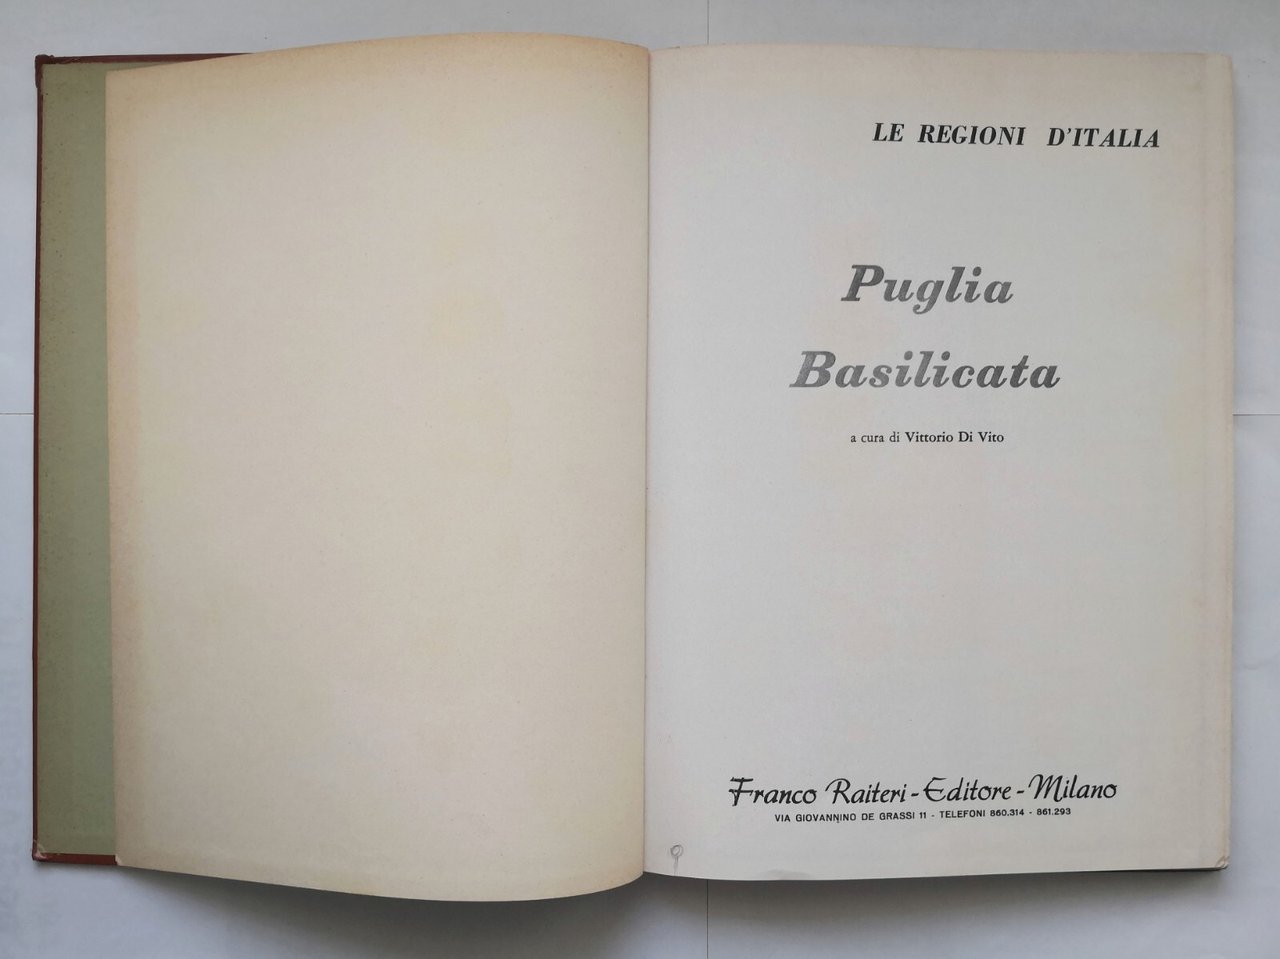 LE REGIONI D'ITALIA
Puglia
Basilicata
a cura di Vittorio Di Vito
Franco Raiteri - Editore - Milano
VIA GIOVANNINO DE GRASSI 11 - TELEFONI 860.314 - 861.293